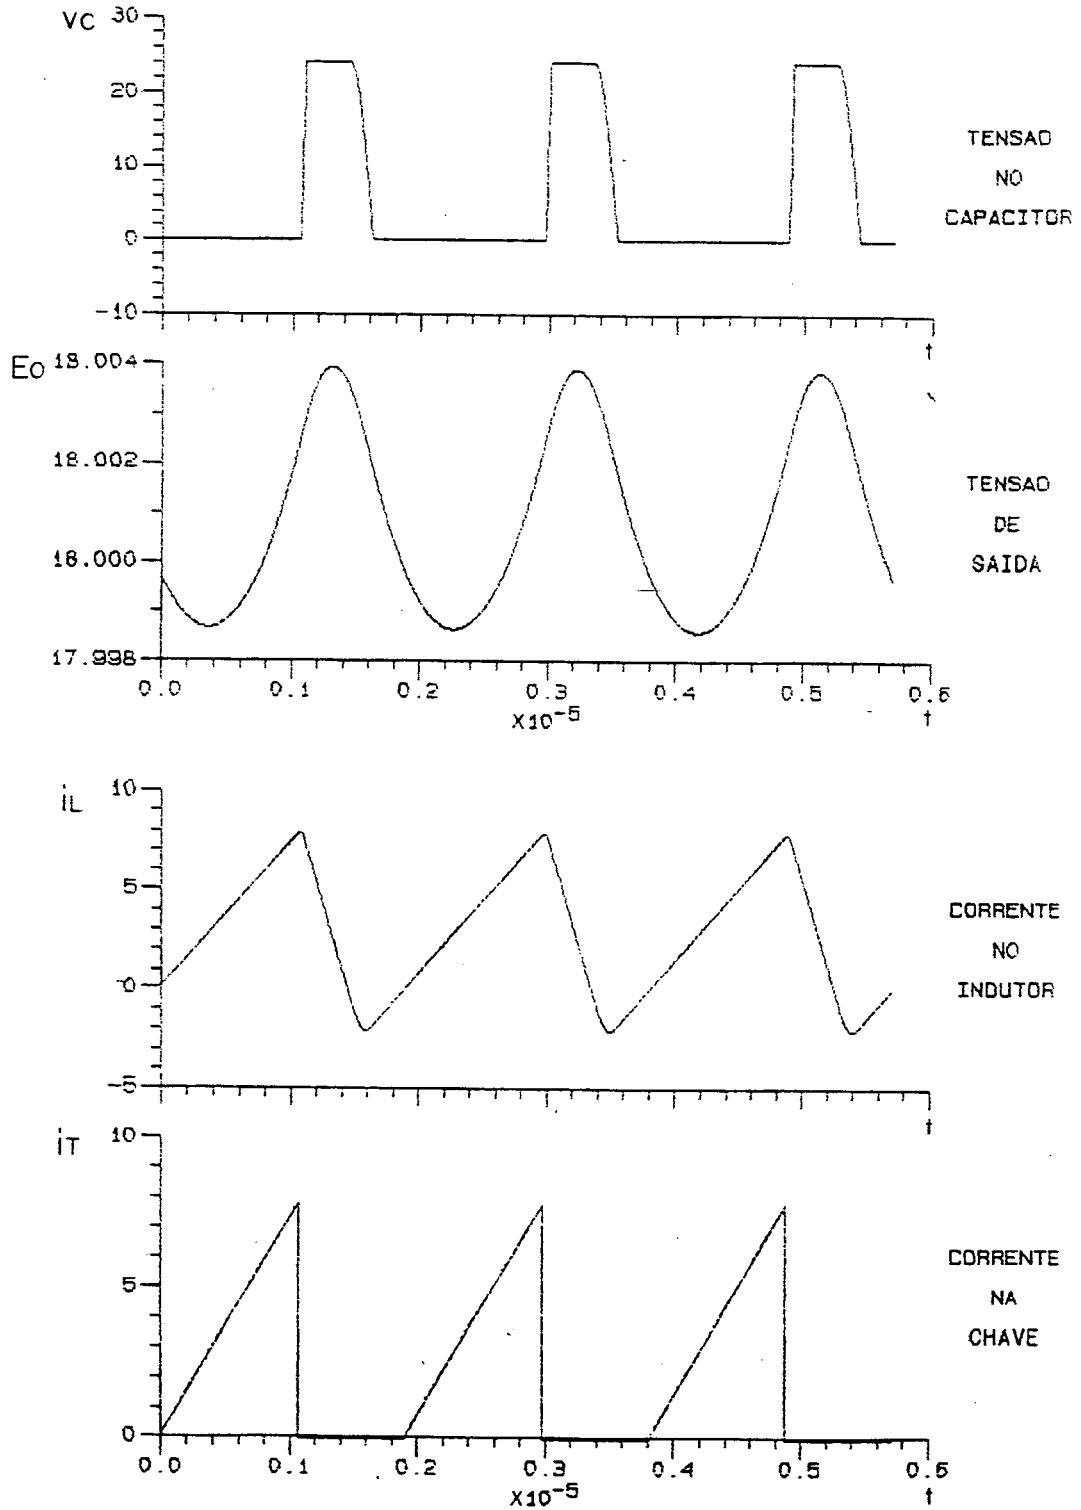 VC
30
20
10
0
-10
t
TENSAO
NO
CAPACITOR
Eo
18.004
18.002
18.000
17.998
0.0 0.1 0.2 0.3 0.4 0.5 0.6
X10-5
t
TENSAO
DE
SAIDA
iL
10
5
0
-5
t
CORRENTE
NO
INDUTOR
iT
10
5
0
0.0 0.1 0.2 0.3 0.4 0.5 0.6
X10-5
t
CORRENTE
NA
CHAVE